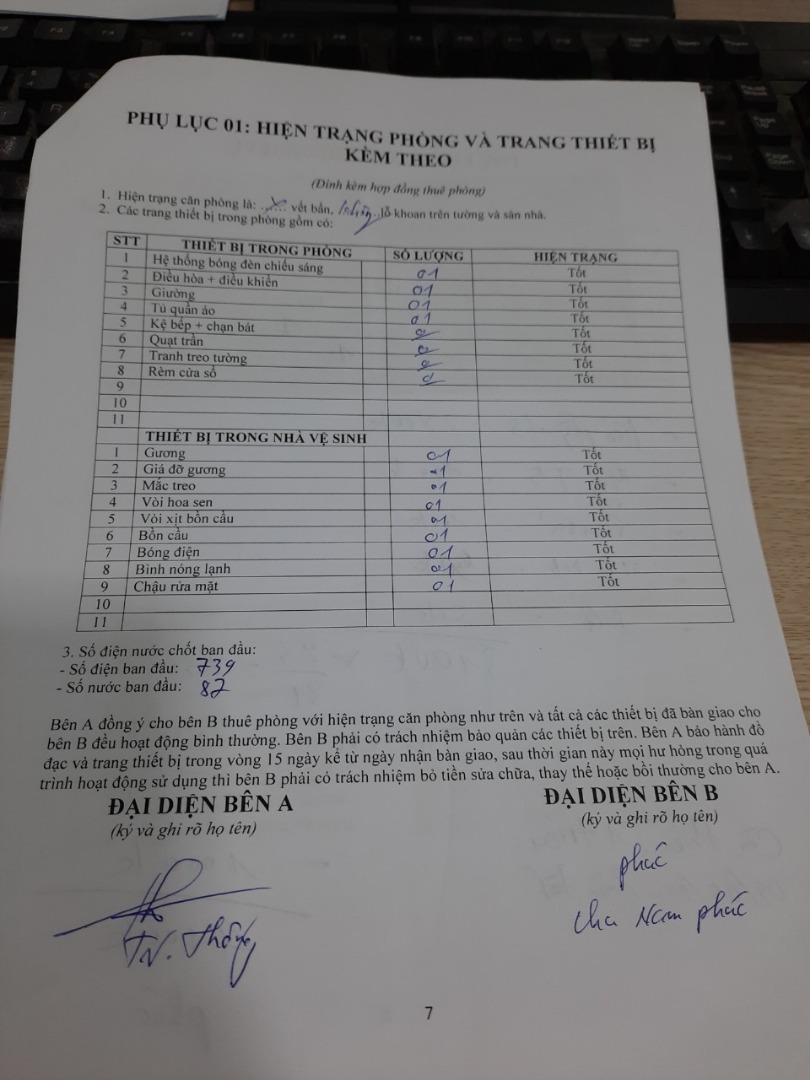 PHỤ LỤC 01: HIỆN TRẠNG PHÒNG VÀ TRANG THIẾT BỊ
KÈM THEO
(Đính kèm hợp đồng thuê phòng)
1. Hiện trạng căn phòng là: ........ vết bẩn, không lỗ khoan trên tường và sàn nhà.
2. Các trang thiết bị trong phòng gồm có:
STT THIẾT BỊ TRONG PHÒNG SỐ LƯỢNG HIỆN TRẠNG
1 Hệ thống bóng đèn chiếu sáng 01 Tốt
2 Điều hòa + điều khiển 01 Tốt
3 Giường 01 Tốt
4 Tủ quần áo 01 Tốt
5 Kệ bếp + chạn bát Tốt
6 Quạt trần Tốt
7 Tranh treo tường Tốt
8 Rèm cửa sổ Tốt
9
10
11
THIẾT BỊ TRONG NHÀ VỆ SINH
1 Gương 01 Tốt
2 Giá đỡ gương 01 Tốt
3 Mắc treo 01 Tốt
4 Vòi hoa sen 01 Tốt
5 Vòi xịt bồn cầu 01 Tốt
6 Bồn cầu 01 Tốt
7 Bóng điện 01 Tốt
8 Bình nóng lạnh 01 Tốt
9 Chậu rửa mặt 01 Tốt
10
11
3. Số điện nước chốt ban đầu:
- Số điện ban đầu: 739
- Số nước ban đầu: 82
Bên A đồng ý cho bên B thuê phòng với hiện trạng căn phòng như trên và tất cả các thiết bị đã bàn giao cho
bên B đều hoạt động bình thường. Bên B phải có trách nhiệm bảo quản các thiết bị trên. Bên A bảo hành đồ
đạc và trang thiết bị trong vòng 15 ngày kể từ ngày nhận bàn giao, sau thời gian này mọi hư hỏng trong quá
trình hoạt động sử dụng thì bên B phải có trách nhiệm bỏ tiền sửa chữa, thay thế hoặc bồi thường cho bên A.
ĐẠI DIỆN BÊN A ĐẠI DIỆN BÊN B
(ký và ghi rõ họ tên) (ký và ghi rõ họ tên)
phúc
TN. Thông Chu Nam phúc
7